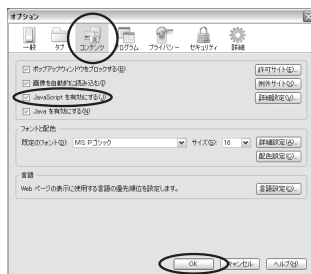 オプション
一般 タブ コンテンツ プログラム プライバシー セキュリティ 詳細
ポップアップウィンドウをブロックする(B) 許可サイト(E)...
画像を自動的に読み込む(I) 例外サイト(X)...
JavaScript を有効にする(J) 詳細設定(V)...
Java を有効にする(N)
フォントと配色
既定のフォント(D): MS Pゴシック サイズ(S): 16 詳細設定(A)...
配色設定(C)...
言語
Web ページの表示に使用する言語の優先順位を設定します。 言語設定(O)...
OK キャンセル ヘルプ(H)